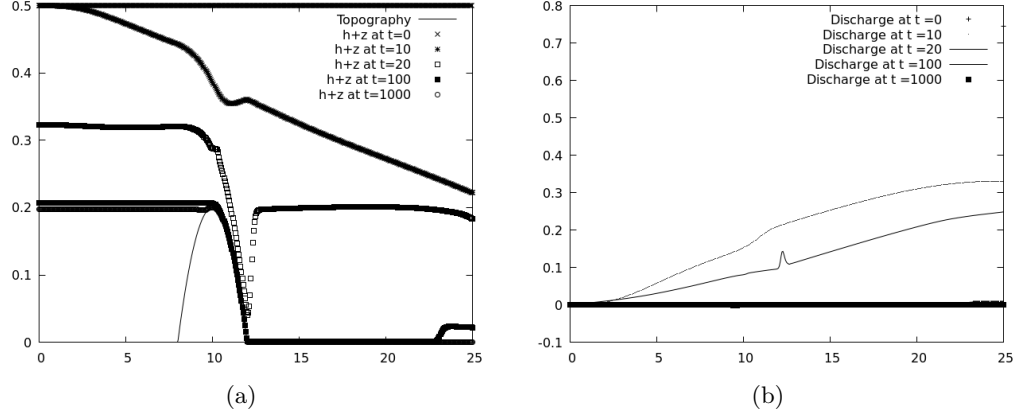 0.5
0.4
0.3
0.2
0.1
0
0 5 10 15 20 25
Topography
h+z at t=0
h+z at t=10
h+z at t=20
h+z at t=100
h+z at t=1000
(a)
0.8
0.7
0.6
0.5
0.4
0.3
0.2
0.1
0
-0.1
0 5 10 15 20 25
Discharge at t =0
Discharge at t =10
Discharge at t =20
Discharge at t =100
Discharge at t =1000
(b)